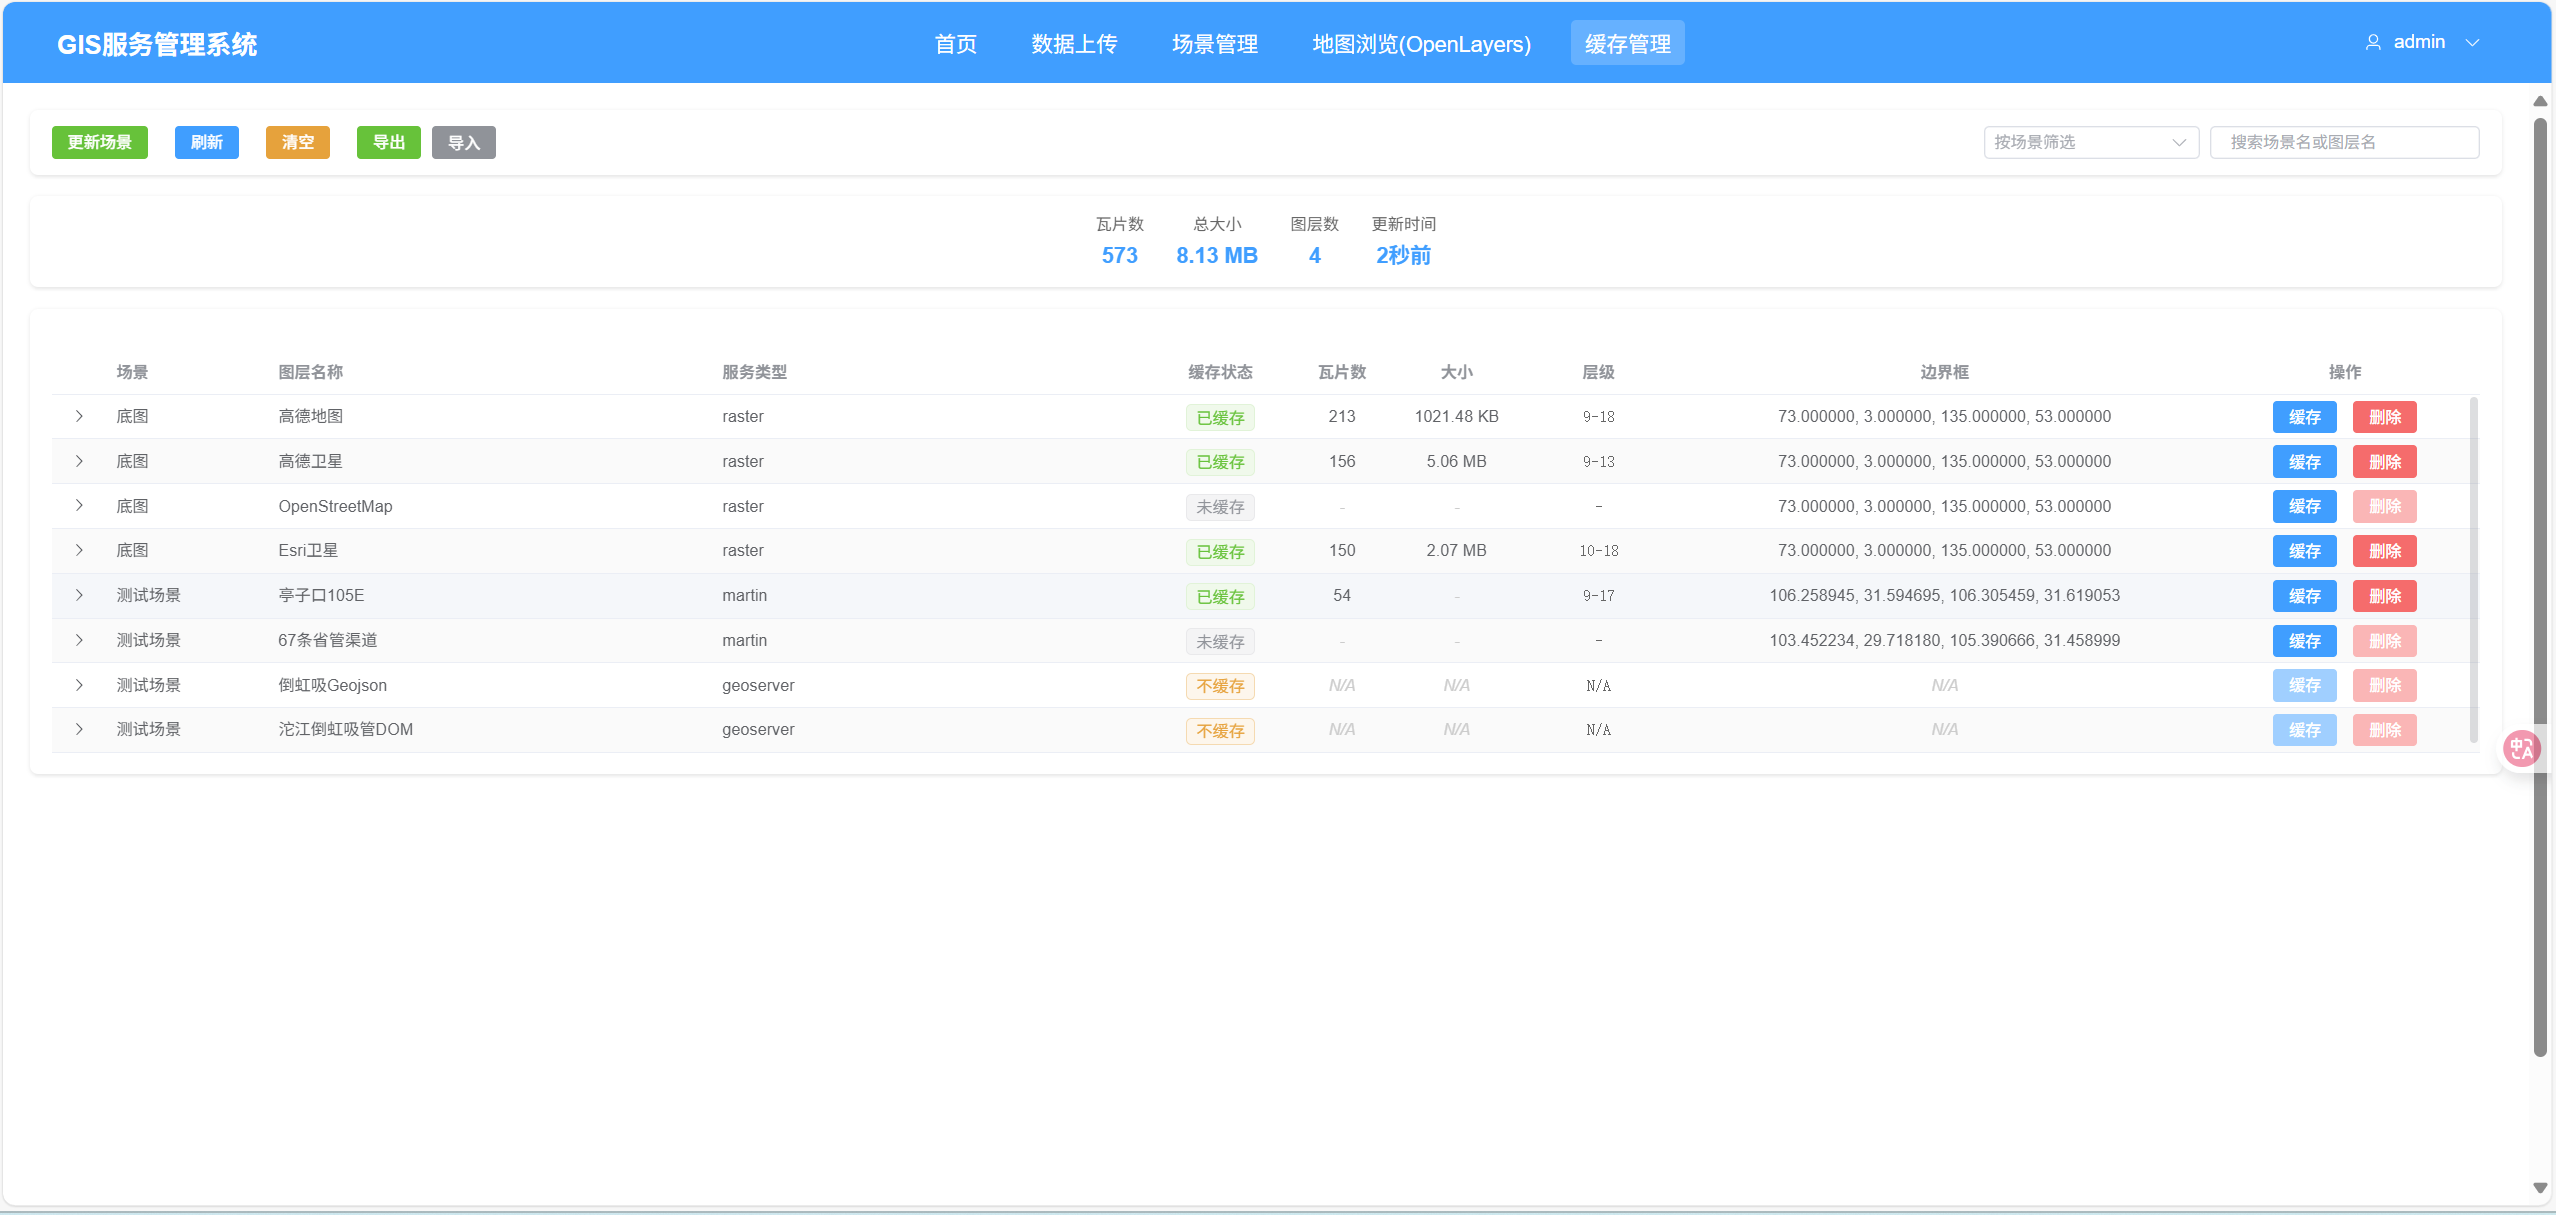 GIS服务管理系统 首页 数据上传 场景管理 地图浏览(OpenLayers) 缓存管理 admin
更新场景 刷新 清空 导出 导入 按场景筛选 搜索场景名或图层名
瓦片数 总大小 图层数 更新时间
573 8.13 MB 4 2秒前
场景 图层名称 服务类型 缓存状态 瓦片数 大小 层级 边界框 操作
底图 高德地图 raster 已缓存 213 1021.48 KB 9-18 73.000000, 3.000000, 135.000000, 53.000000 缓存 删除
底图 高德卫星 raster 已缓存 156 5.06 MB 9-13 73.000000, 3.000000, 135.000000, 53.000000 缓存 删除
底图 OpenStreetMap raster 未缓存 - - - 73.000000, 3.000000, 135.000000, 53.000000 缓存 删除
底图 Esri卫星 raster 已缓存 150 2.07 MB 10-18 73.000000, 3.000000, 135.000000, 53.000000 缓存 删除
测试场景 亭子口105E martin 已缓存 54 - 9-17 106.258945, 31.594695, 106.305459, 31.619053 缓存 删除
测试场景 67条省管渠道 martin 未缓存 - - - 103.452234, 29.718180, 105.390666, 31.458999 缓存 删除
测试场景 倒虹吸Geojson geoserver 不缓存 N/A N/A N/A N/A 缓存 删除
测试场景 沱江倒虹吸管DOM geoserver 不缓存 N/A N/A N/A N/A 缓存 删除
中A